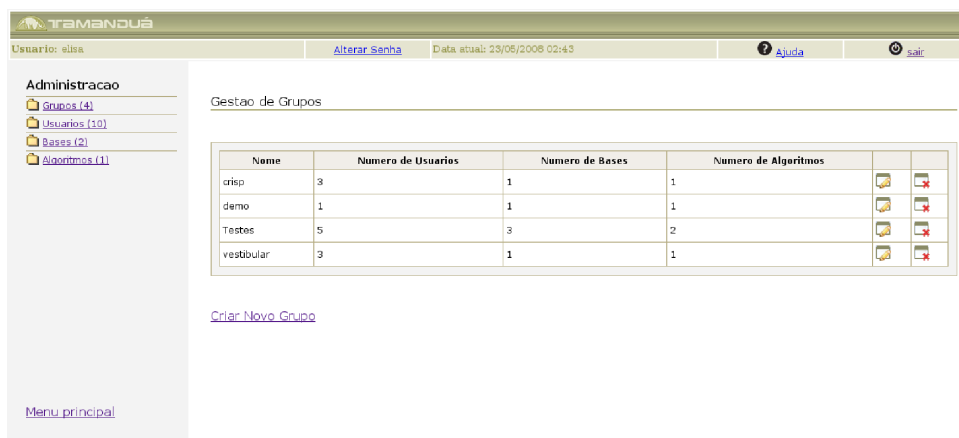 TAMANDUÁ
Usuario: elisa Alterar Senha Data atual: 23/05/2008 02:43 Ajuda sair
Administracao
Grupos (4)
Usuarios (10)
Bases (2)
Algoritmos (1)
Menu principal
Gestao de Grupos
Nome Numero de Usuarios Numero de Bases Numero de Algoritmos
crisp 3 1 1
demo 1 1 1
Testes 5 3 2
vestibular 3 1 1
Criar Novo Grupo